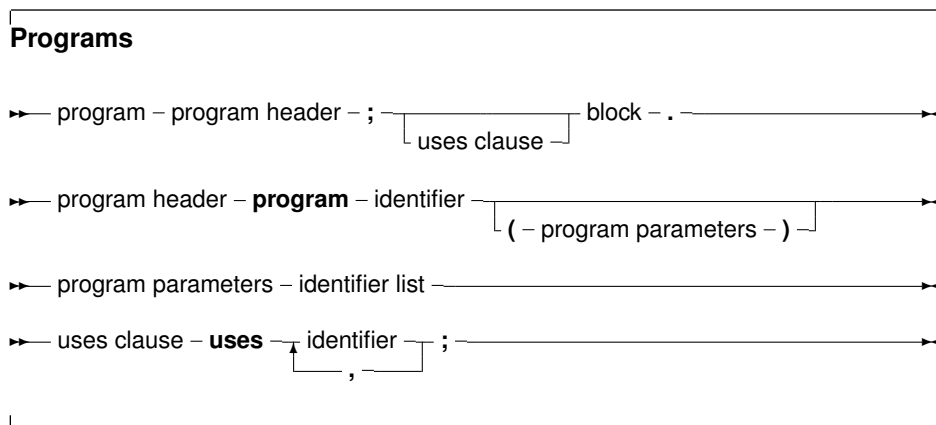 Programs
program – program header – ; block – .
uses clause
program header – program – identifier
( – program parameters – )
program parameters – identifier list
uses clause – uses identifier ;
,